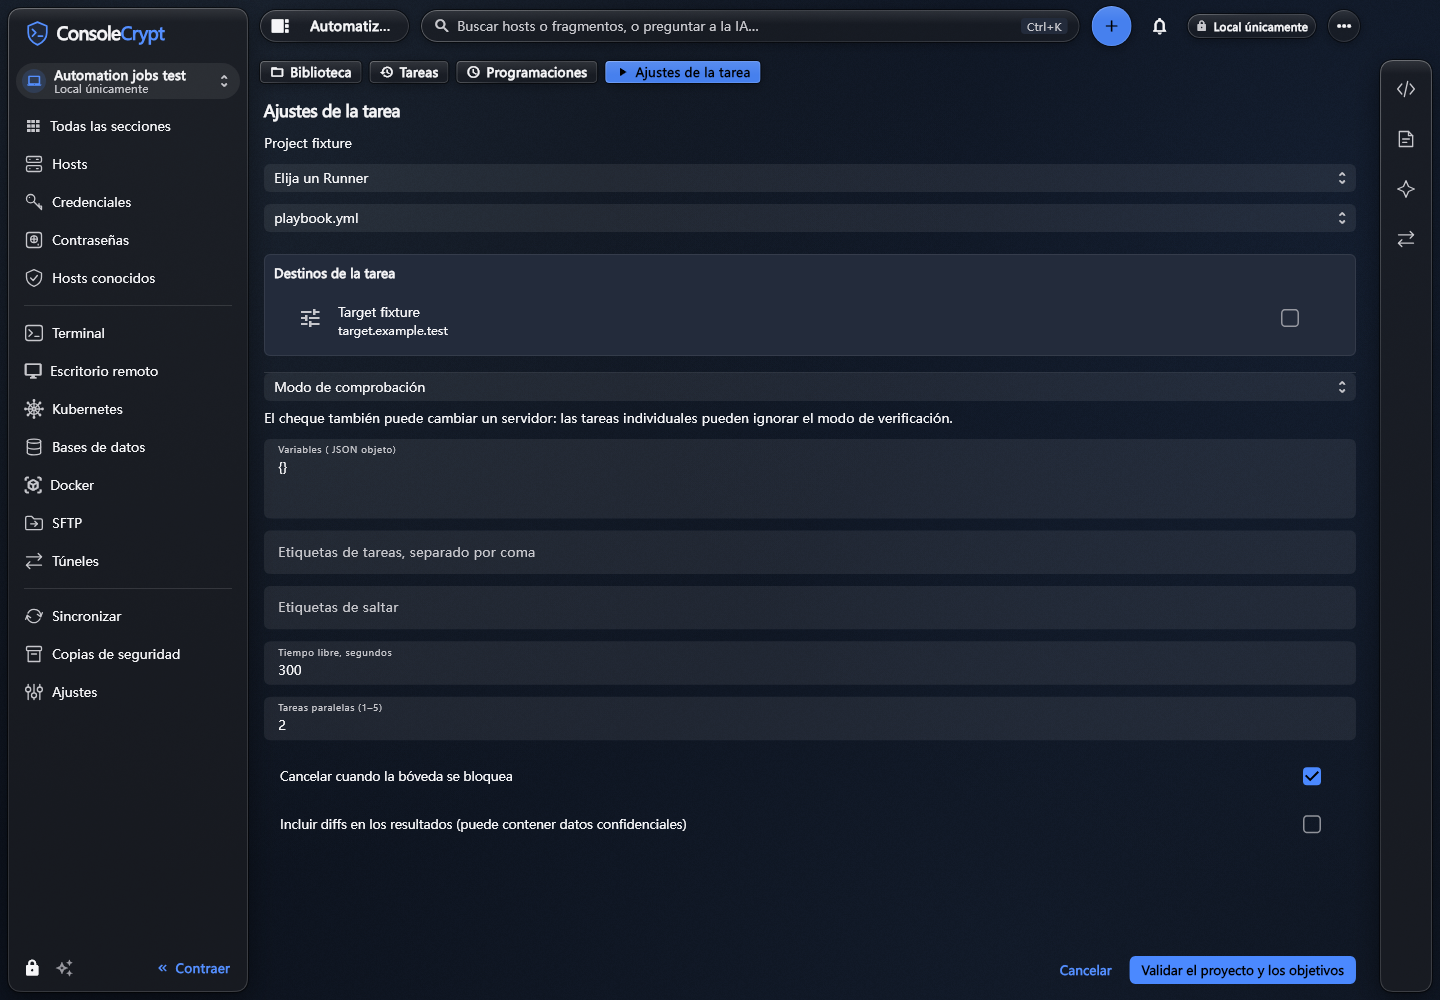 ConsoleCrypt
Automation jobs test
Local únicamente
Todas las secciones
Hosts
Credenciales
Contraseñas
Hosts conocidos
Terminal
Escritorio remoto
Kubernetes
Bases de datos
Docker
SFTP
Túneles
Sincronizar
Copias de seguridad
Ajustes
Contraer
Automatiz...
Buscar hosts o fragmentos, o preguntar a la IA...
Ctrl+K
Local únicamente
Biblioteca
Tareas
Programaciones
Ajustes de la tarea
Ajustes de la tarea
Project fixture
Elija un Runner
playbook.yml
Destinos de la tarea
Target fixture
target.example.test
Modo de comprobación
El cheque también puede cambiar un servidor: las tareas individuales pueden ignorar el modo de verificación.
Variables ( JSON objeto)
{}
Etiquetas de tareas, separado por coma
Etiquetas de saltar
Tiempo libre, segundos
300
Tareas paralelas (1–5)
2
Cancelar cuando la bóveda se bloquea
Incluir diffs en los resultados (puede contener datos confidenciales)
Cancelar
Validar el proyecto y los objetivos